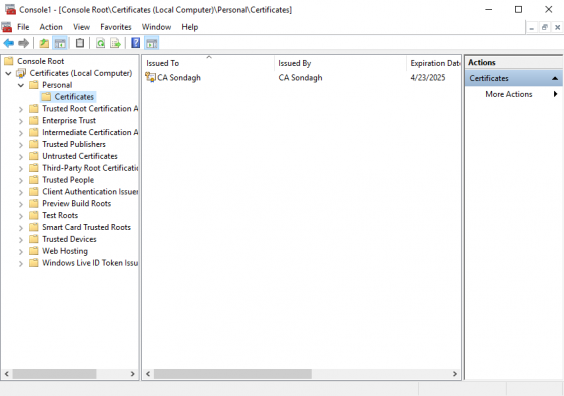 Console1 - [Console Root\Certificates (Local Computer)\Personal\Certificates]
File Action View Favorites Window Help
Console Root
Certificates (Local Computer)
Personal
Certificates
Trusted Root Certification A
Enterprise Trust
Intermediate Certification A
Trusted Publishers
Untrusted Certificates
Third-Party Root Certificatio
Trusted People
Client Authentication Issuer
Preview Build Roots
Test Roots
Smart Card Trusted Roots
Trusted Devices
Web Hosting
Windows Live ID Token Issu
Issued To Issued By Expiration Date
CA Sondagh CA Sondagh 4/23/2025
Actions
Certificates
More Actions